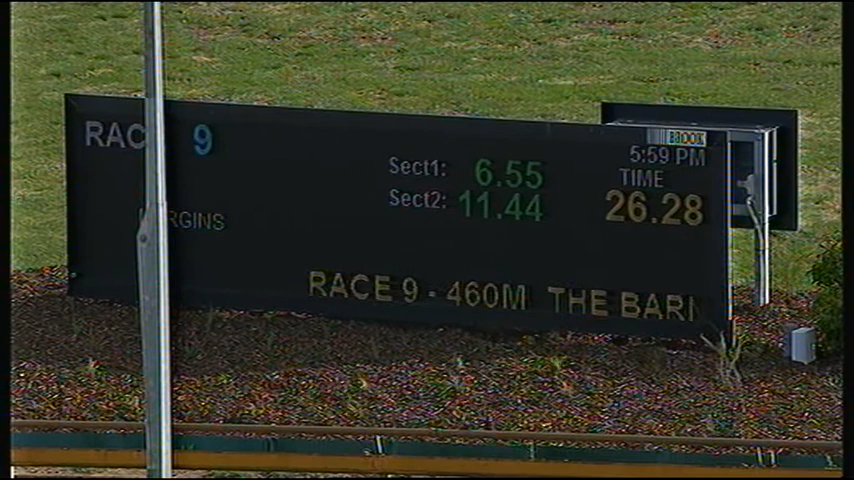 RAC 9
5:59 PM
Sect1: 6.55
TIME
Sect2: 11.44
26.28
RGINS
RACE 9 - 460M THE BARN